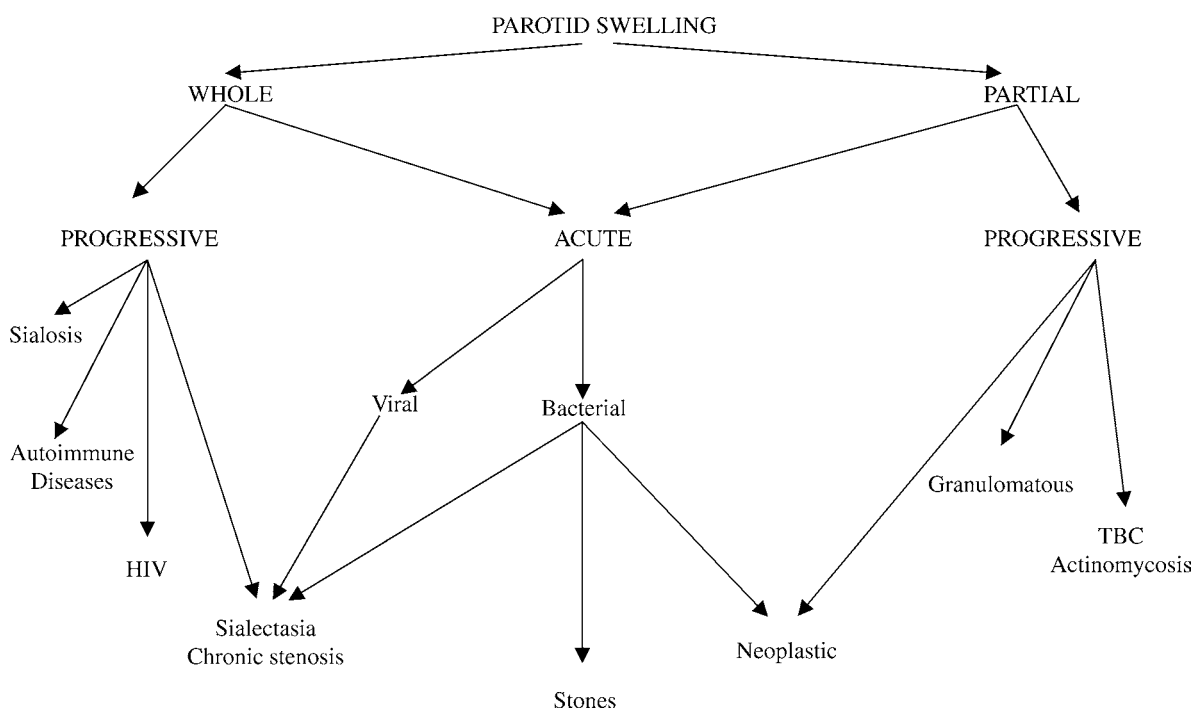 PAROTID SWELLING
WHOLE
PARTIAL
PROGRESSIVE
ACUTE
PROGRESSIVE
Sialosis
Viral
Bacterial
Autoimmune
Diseases
Granulomatous
HIV
TBC
Actinomycosis
Sialectasia
Chronic stenosis
Neoplastic
Stones